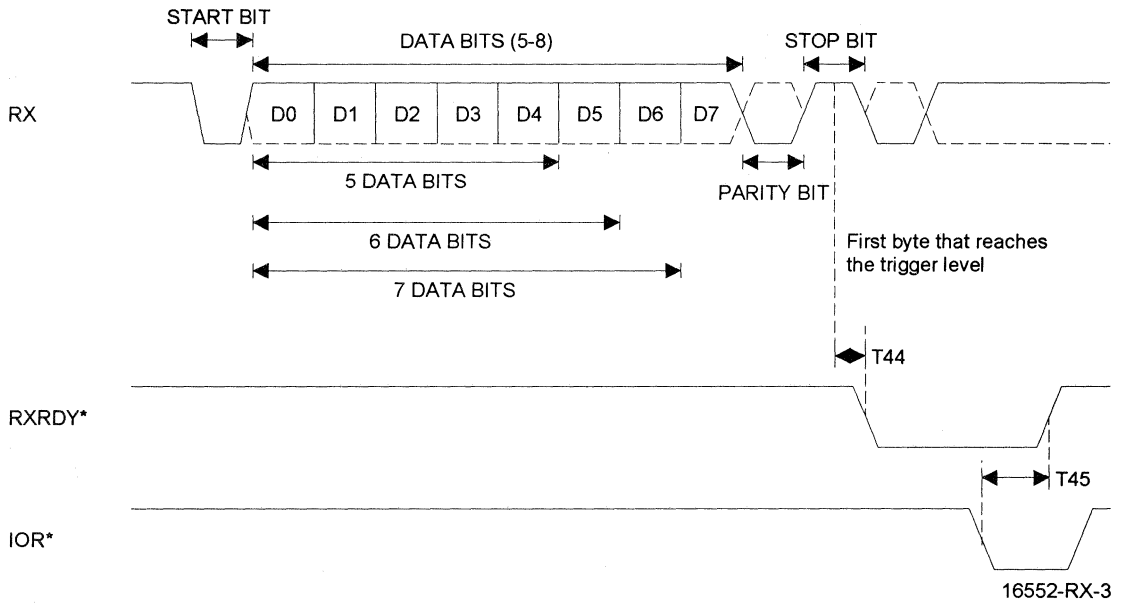 START BIT
DATA BITS (5-8)
STOP BIT
RX
D0 D1 D2 D3 D4 D5 D6 D7
5 DATA BITS
PARITY BIT
6 DATA BITS
First byte that reaches
the trigger level
7 DATA BITS
T44
RXRDY*
T45
IOR*
16552-RX-3